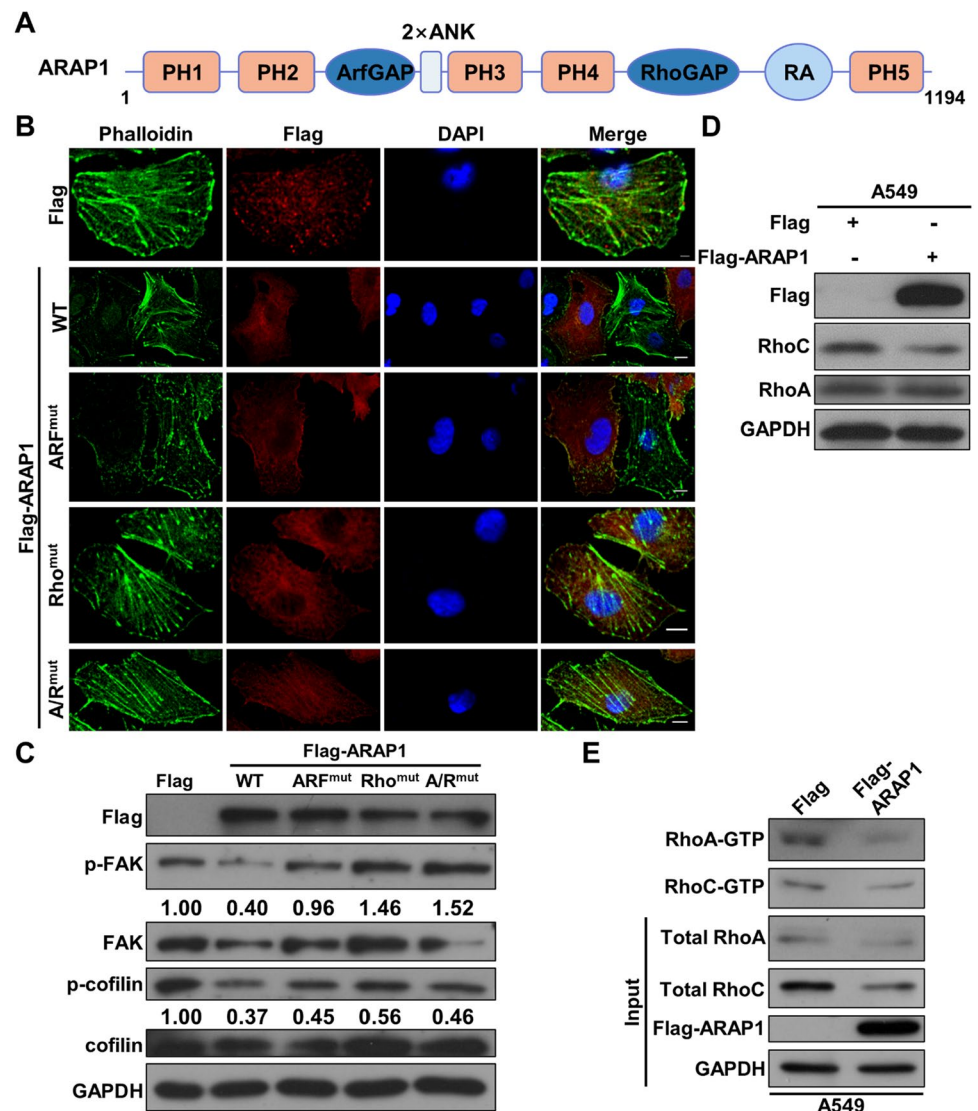 A
2×ANK
ARAP1 PH1 PH2 ArfGAP PH3 PH4 RhoGAP RA PH5
1 1194
B
Phalloidin Flag DAPI Merge
Flag
Flag-ARAP1
WT
ARFmut
Rhomut
A/Rmut
C
Flag-ARAP1
Flag WT ARFmut Rhomut A/Rmut
Flag
p-FAK
1.00 0.40 0.96 1.46 1.52
FAK
p-cofilin
1.00 0.37 0.45 0.56 0.46
cofilin
GAPDH
D
A549
Flag + -
Flag-ARAP1 - +
Flag
RhoC
RhoA
GAPDH
E
Flag
Flag-
ARAP1
RhoA-GTP
RhoC-GTP
Input
Total RhoA
Total RhoC
Flag-ARAP1
GAPDH
A549